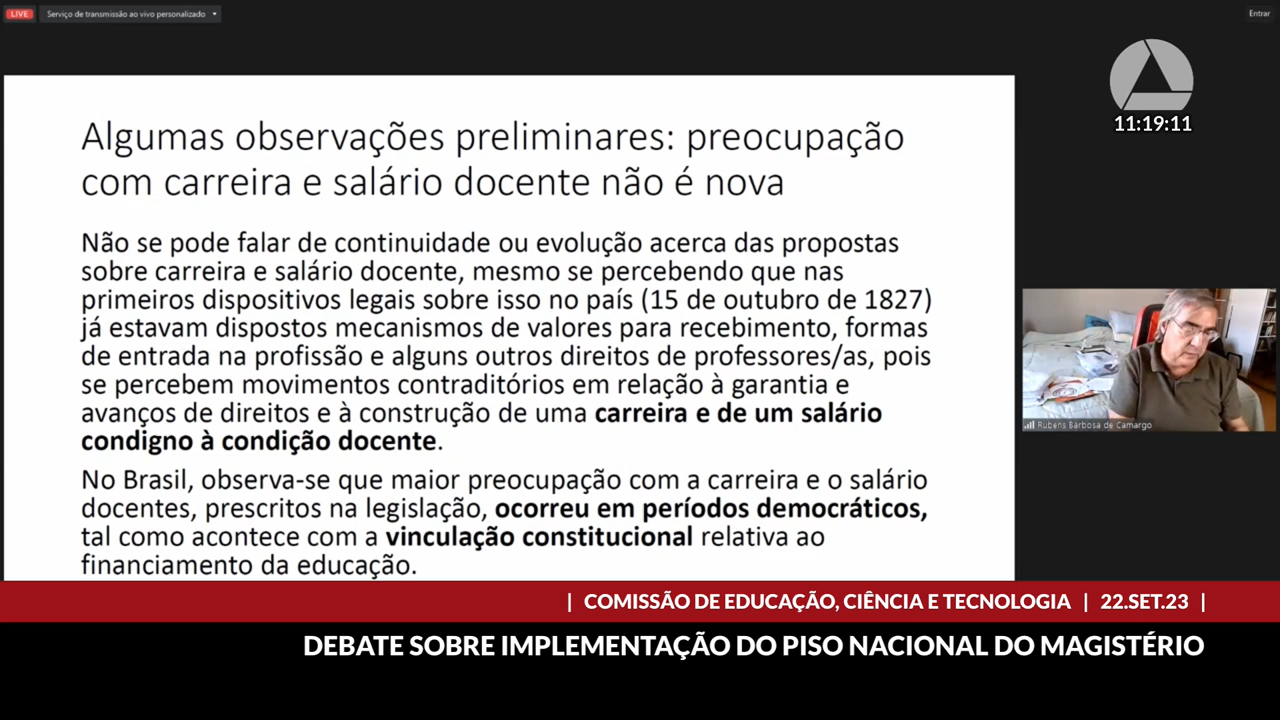 LIVE
Serviço de transmissão ao vivo personalizado
Entrar
11:19:11
Algumas observações preliminares: preocupação
com carreira e salário docente não é nova
Não se pode falar de continuidade ou evolução acerca das propostas
sobre carreira e salário docente, mesmo se percebendo que nas
primeiros dispositivos legais sobre isso no país (15 de outubro de 1827)
já estavam dispostos mecanismos de valores para recebimento, formas
de entrada na profissão e alguns outros direitos de professores/as, pois
se percebem movimentos contraditórios em relação à garantia e
avanços de direitos e à construção de uma carreira e de um salário
condigno à condição docente.
No Brasil, observa-se que maior preocupação com a carreira e o salário
docentes, prescritos na legislação, ocorreu em períodos democráticos,
tal como acontece com a vinculação constitucional relativa ao
financiamento da educação.
Rubens Barbosa de Camargo
| COMISSÃO DE EDUCAÇÃO, CIÊNCIA E TECNOLOGIA | 22.SET.23 |
DEBATE SOBRE IMPLEMENTAÇÃO DO PISO NACIONAL DO MAGISTÉRIO